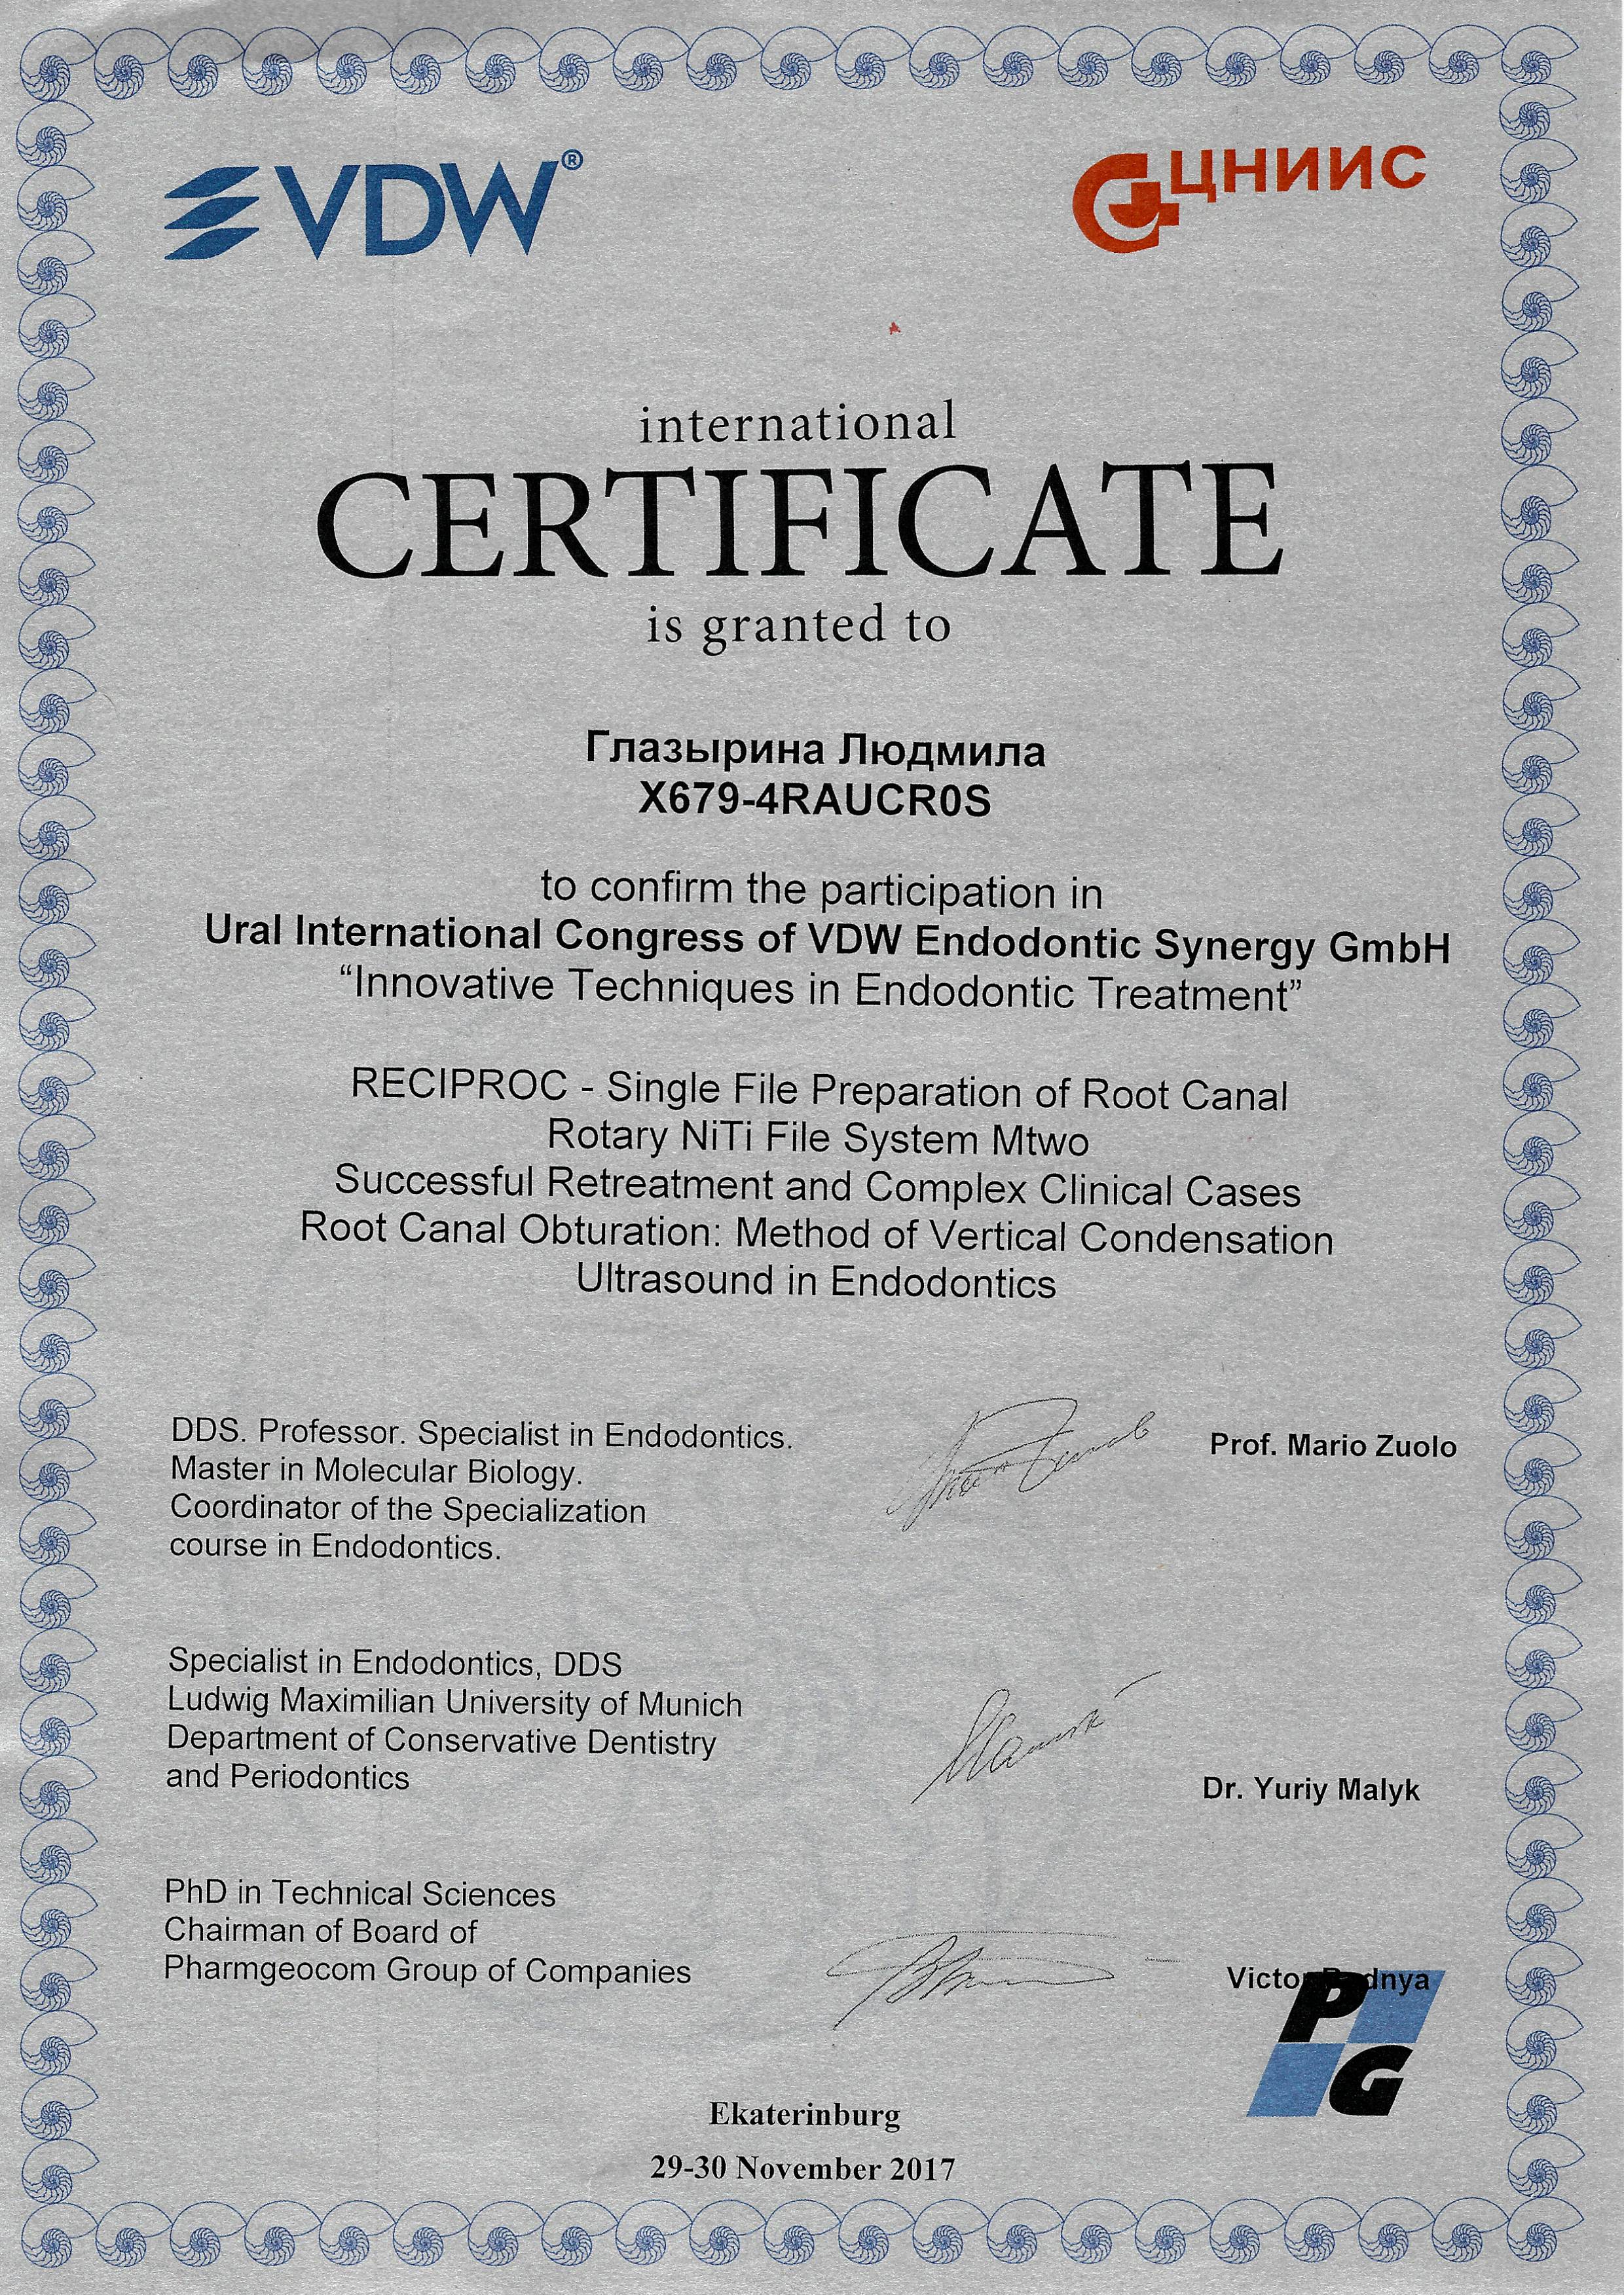 VDW®
ЦНИИС
international
CERTIFICATE
is granted to
Глазырина Людмила
X679-4RAUCR0S
to confirm the participation in
Ural International Congress of VDW Endodontic Synergy GmbH
“Innovative Techniques in Endodontic Treatment”
RECIPROC - Single File Preparation of Root Canal
Rotary NiTi File System Mtwo
Successful Retreatment and Complex Clinical Cases
Root Canal Obturation: Method of Vertical Condensation
Ultrasound in Endodontics
DDS. Professor. Specialist in Endodontics.
Master in Molecular Biology.
Coordinator of the Specialization
course in Endodontics.
Prof. Mario Zuolo
Specialist in Endodontics, DDS
Ludwig Maximilian University of Munich
Department of Conservative Dentistry
and Periodontics
Dr. Yuriy Malyk
PhD in Technical Sciences
Chairman of Board of
Pharmgeocom Group of Companies
Victor
PG
Ekaterinburg
29-30 November 2017